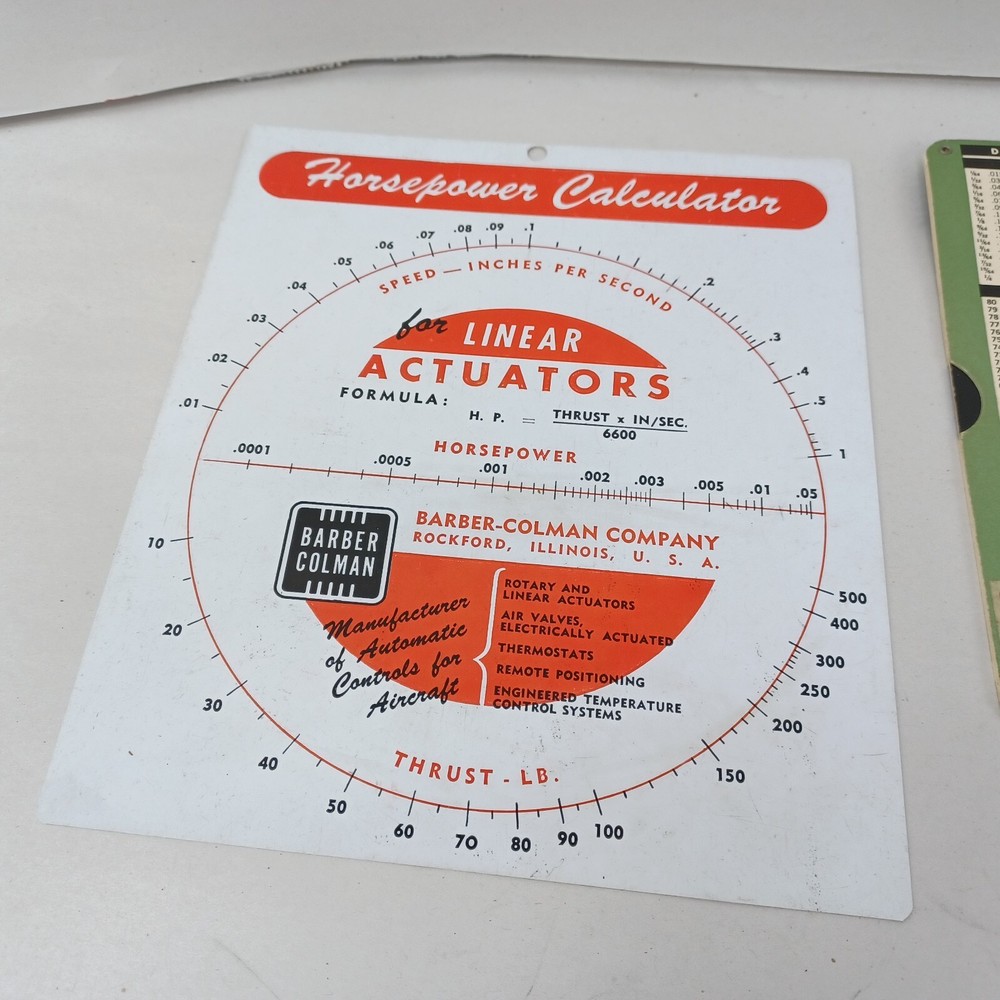 Horsepower Calculator
.01 .02 .03 .04 .05 .06 .07 .08 .09 .1 .2 .3 .4 .5 1
SPEED — INCHES PER SECOND
for LINEAR
ACTUATORS
FORMULA:
H. P. = THRUST x IN/SEC.
6600
HORSEPOWER
.0001 .0005 .001 .002 .003 .005 .01 .05
BARBER
COLMAN
BARBER-COLMAN COMPANY
ROCKFORD, ILLINOIS, U. S. A.
Manufacturer
of Automatic
Controls for
Aircraft
ROTARY AND
LINEAR ACTUATORS
AIR VALVES,
ELECTRICALLY ACTUATED
THERMOSTATS
REMOTE POSITIONING
ENGINEERED TEMPERATURE
CONTROL SYSTEMS
THRUST - LB.
10 20 30 40 50 60 70 80 90 100 150 200 250 300 400 500
80
79
78
77